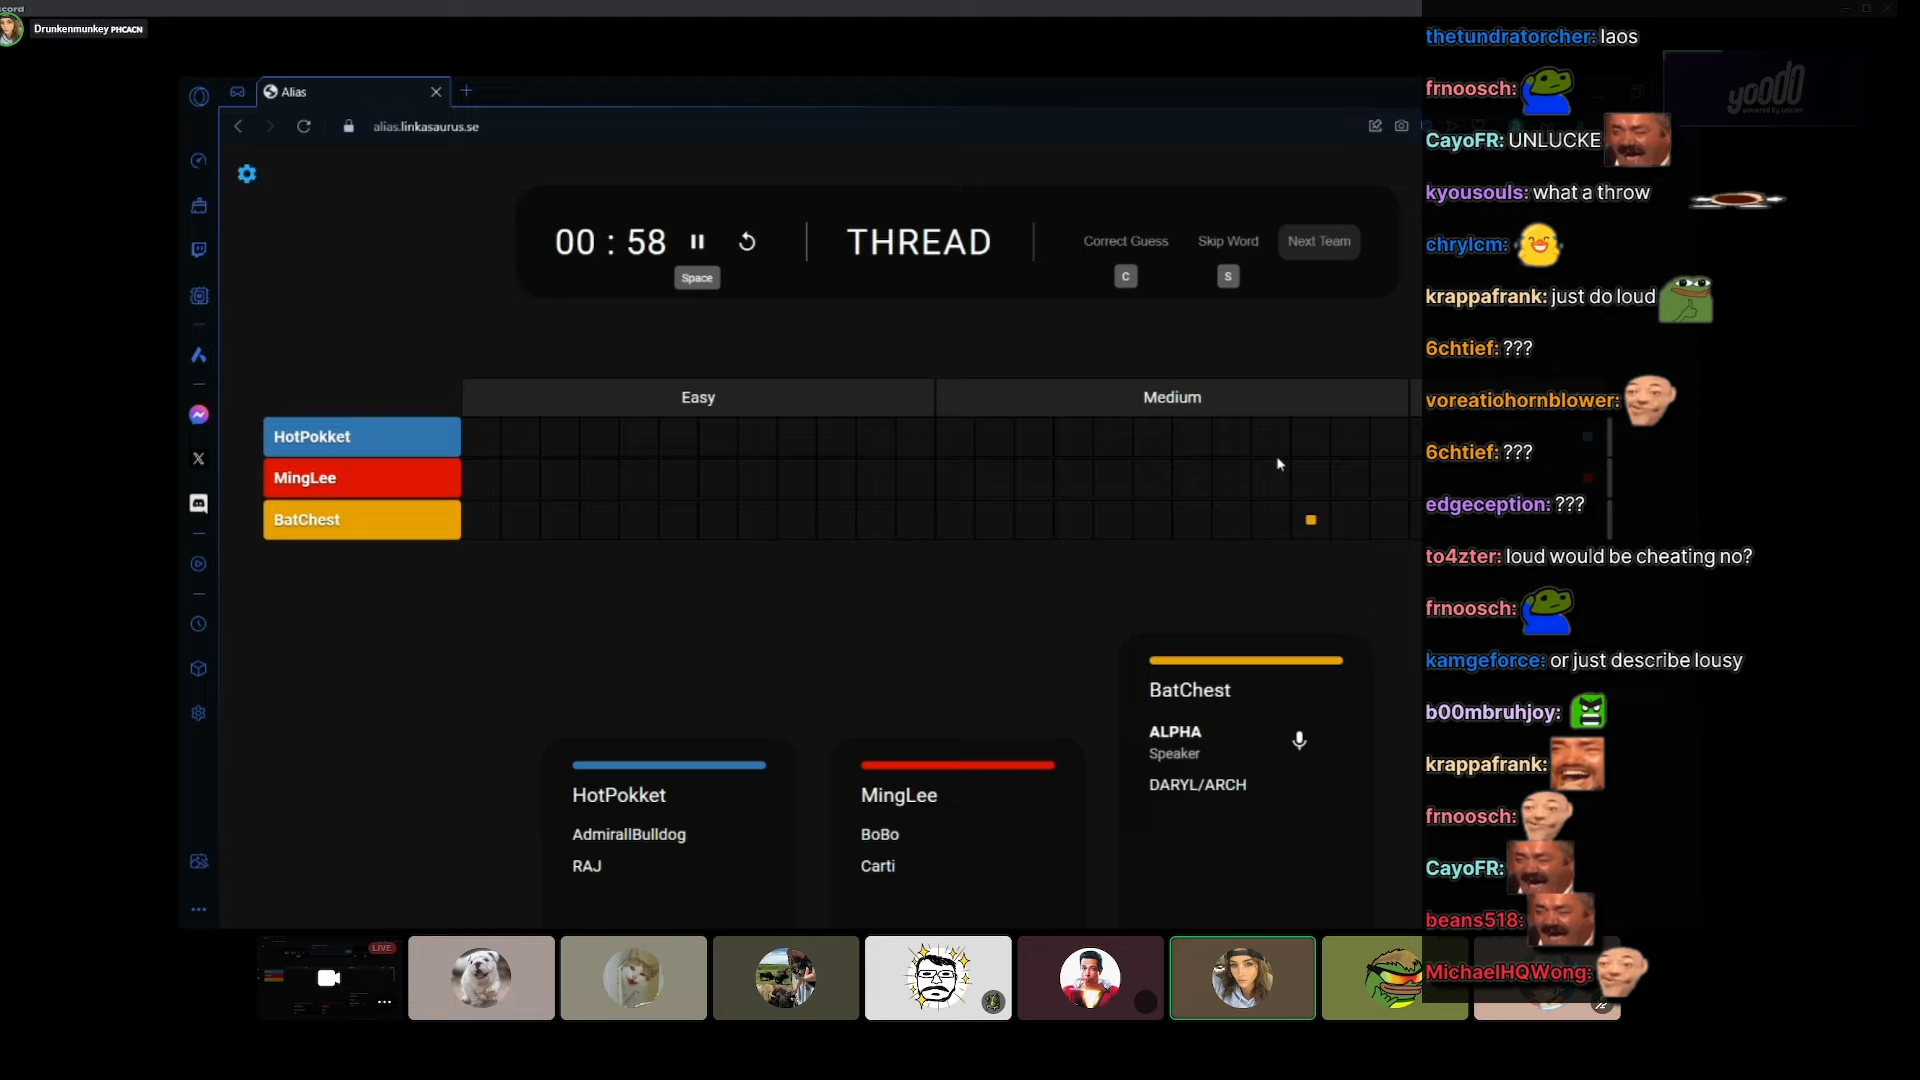 Drunkenmunkey PHCACN
Alias
alias.linkasaurus.se
00 : 58
THREAD
Correct Guess
Skip Word
Next Team
Space
C
S
Easy
Medium
HotPokket
MingLee
BatChest
BatChest
ALPHA
Speaker
DARYL/ARCH
HotPokket
AdmirallBulldog
RAJ
MingLee
BoBo
Carti
LIVE
yoodo
thetundratorcher: laos
frnoosch:
CayoFR: UNLUCKE
kyousouls: what a throw
chrylcm:
krappafrank: just do loud
6chtief: ???
voreatiohornblower:
6chtief: ???
edgeception: ???
to4zter: loud would be cheating no?
frnoosch:
kamgeforce: or just describe lousy
b00mbruhjoy:
krappafrank:
frnoosch:
CayoFR:
beans518:
MichaelHQWong: